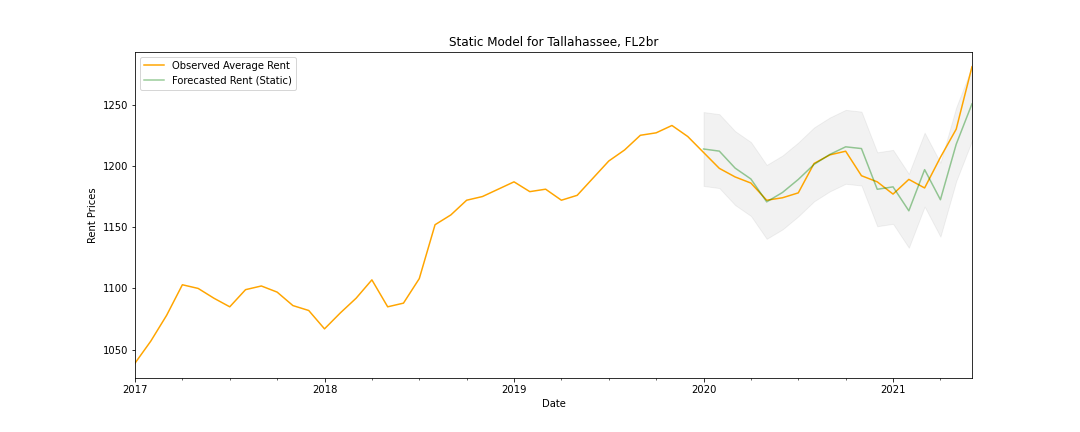 Static Model for Tallahassee, FL2br
Observed Average Rent
Forecasted Rent (Static)
Rent Prices
1250
1200
1150
1100
1050
2017
2018
2019
2020
2021
Date